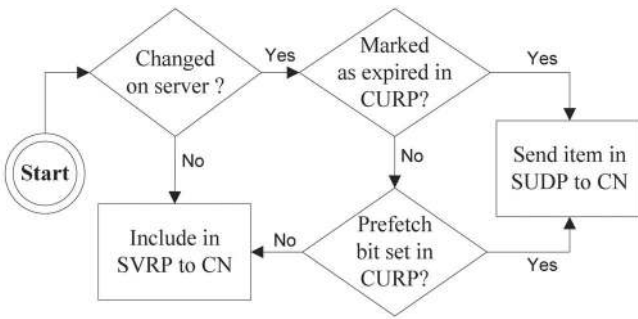 Start
Changed
on server ?
Yes
Marked
as expired in
CURP?
Yes
No
No
Send item in
SUDP to CN
Include in
SVRP to CN
No
Prefetch
bit set in
CURP?
Yes